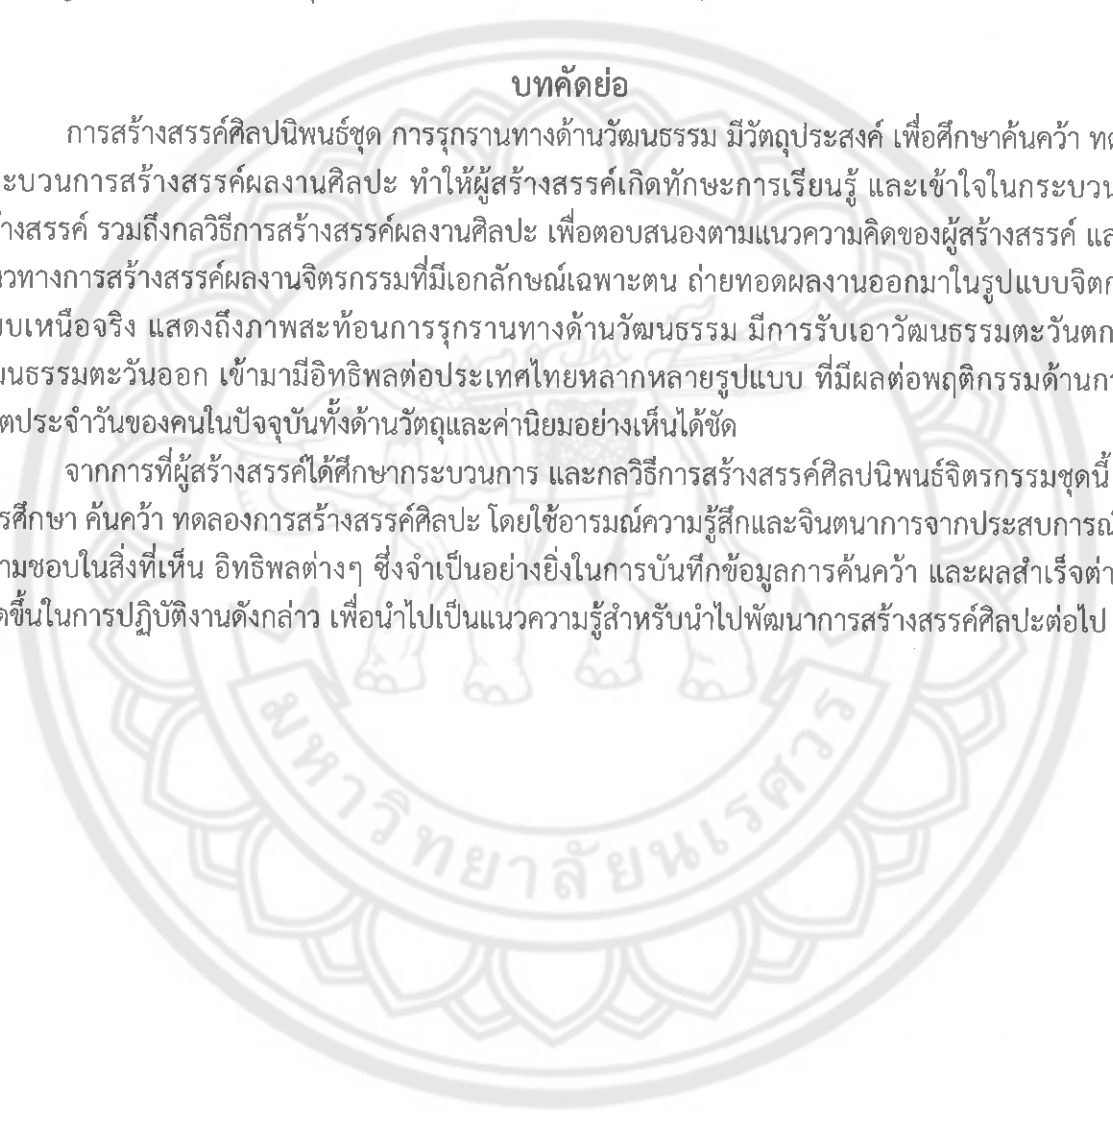 บทคัดย่อ
การสร้างสรรค์ศิลปนิพนธ์ชุด การรุกรานทางด้านวัฒนธรรม มีวัตถุประสงค์ เพื่อศึกษาค้นคว้า
ะบวนการสร้างสรรค์ผลงานศิลปะ ทำให้ผู้สร้างสรรค์เกิดทักษะการเรียนรู้ และเข้าใจในกระบวน
้างสรรค์ รวมถึงกลวิธีการสร้างสรรค์ผลงานศิลปะ เพื่อตอบสนองตามแนวความคิดของผู้สร้างสรรค์
วทางการสร้างสรรค์ผลงานจิตรกรรมที่มีเอกลักษณ์เฉพาะตน ถ่ายทอดผลงานออกมาในรูปแบบ
บเหนือจริง แสดงถึงภาพสะท้อนการรุกรานทางด้านวัฒนธรรม มีการรับเอาวัฒนธรรมตะวันตก
นธรรมตะวันออก เข้ามามีอิทธิพลต่อประเทศไทยหลากหลายรูปแบบ ที่มีผลต่อพฤติกรรมด้าน
ตประจำวันของคนในปัจจุบันทั้งด้านวัตถุและค่านิยมอย่างเห็นได้ชัด
จากการที่ผู้สร้างสรรค์ได้ศึกษากระบวนการ และกลวิธีการสร้างสรรค์ศิลปนิพนธ์จิตรกรรมชุดนี้
รศึกษา ค้นคว้า ทดลองการสร้างสรรค์ศิลปะ โดยใช้อารมณ์ความรู้สึกและจินตนาการจากประสบการณ์
ามชอบในสิ่งที่เห็น อิทธิพลต่างๆ ซึ่งจำเป็นอย่างยิ่งในการบันทึกข้อมูลการค้นคว้า และผลสำเร็จต่า
ดขึ้นในการปฏิบัติงานดังกล่าว เพื่อนำไปเป็นแนวความรู้สำหรับนำไปพัฒนาการสร้างสรรค์ศิลปะต่อไป
มหาวิทยาลัยนเรศวร